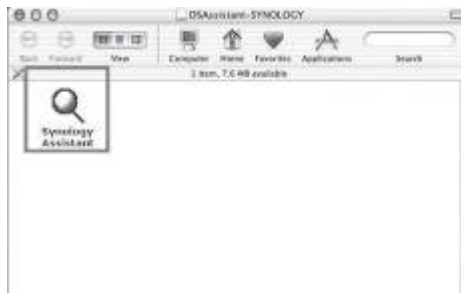 DSAssistant-SYNOLOGY
Back Forward View Computer Home Favorites Applications Search
1 item, 7.6 MB available
Synology
Assistant